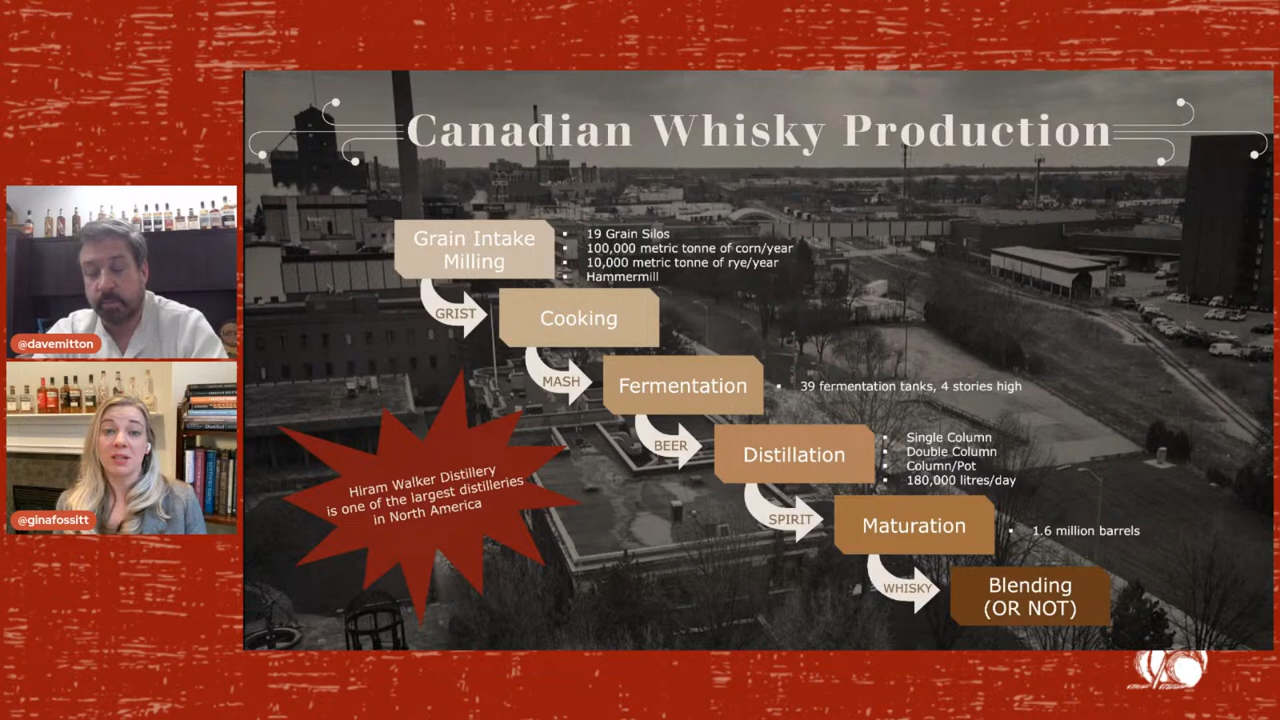 Canadian Whisky Production
Grain Intake
Milling
19 Grain Silos
100,000 metric tonne of corn/year
10,000 metric tonne of rye/year
Hammermill
GRIST
Cooking
MASH
Fermentation
39 fermentation tanks, 4 stories high
BEER
Distillation
Single Column
Double Column
Column/Pot
180,000 litres/day
SPIRIT
Maturation
1.6 million barrels
WHISKY
Blending
(OR NOT)
Hiram Walker Distillery
is one of the largest distilleries
in North America
@davemitton
@ginafossitt